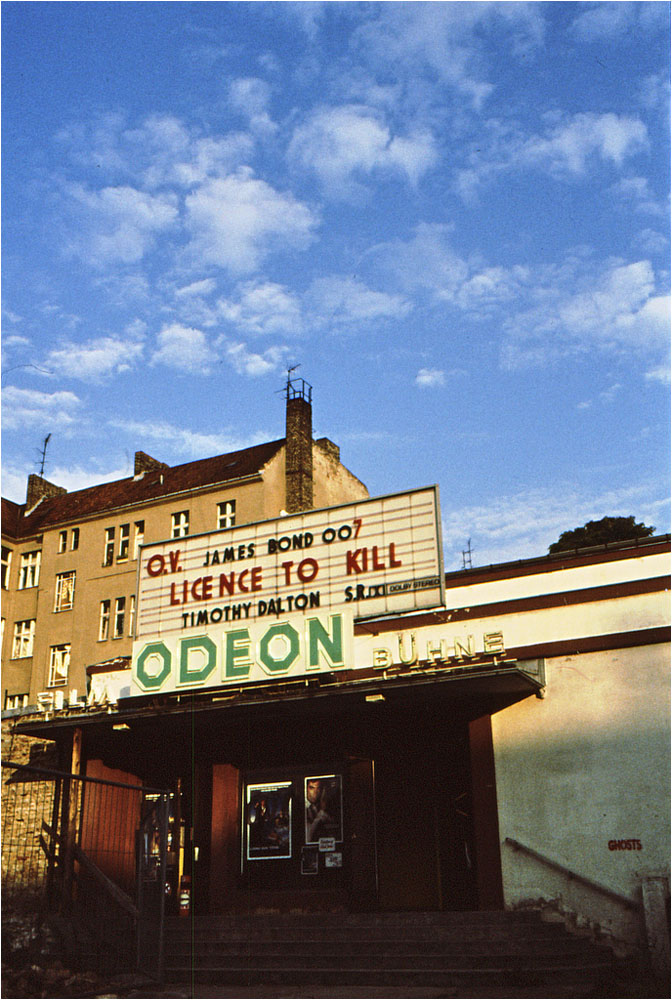 O.V. JAMES BOND 007
LICENCE TO KILL
TIMOTHY DALTON S.R. DOLBY STEREO
ODEON
FILM BÜHNE
GHOSTS